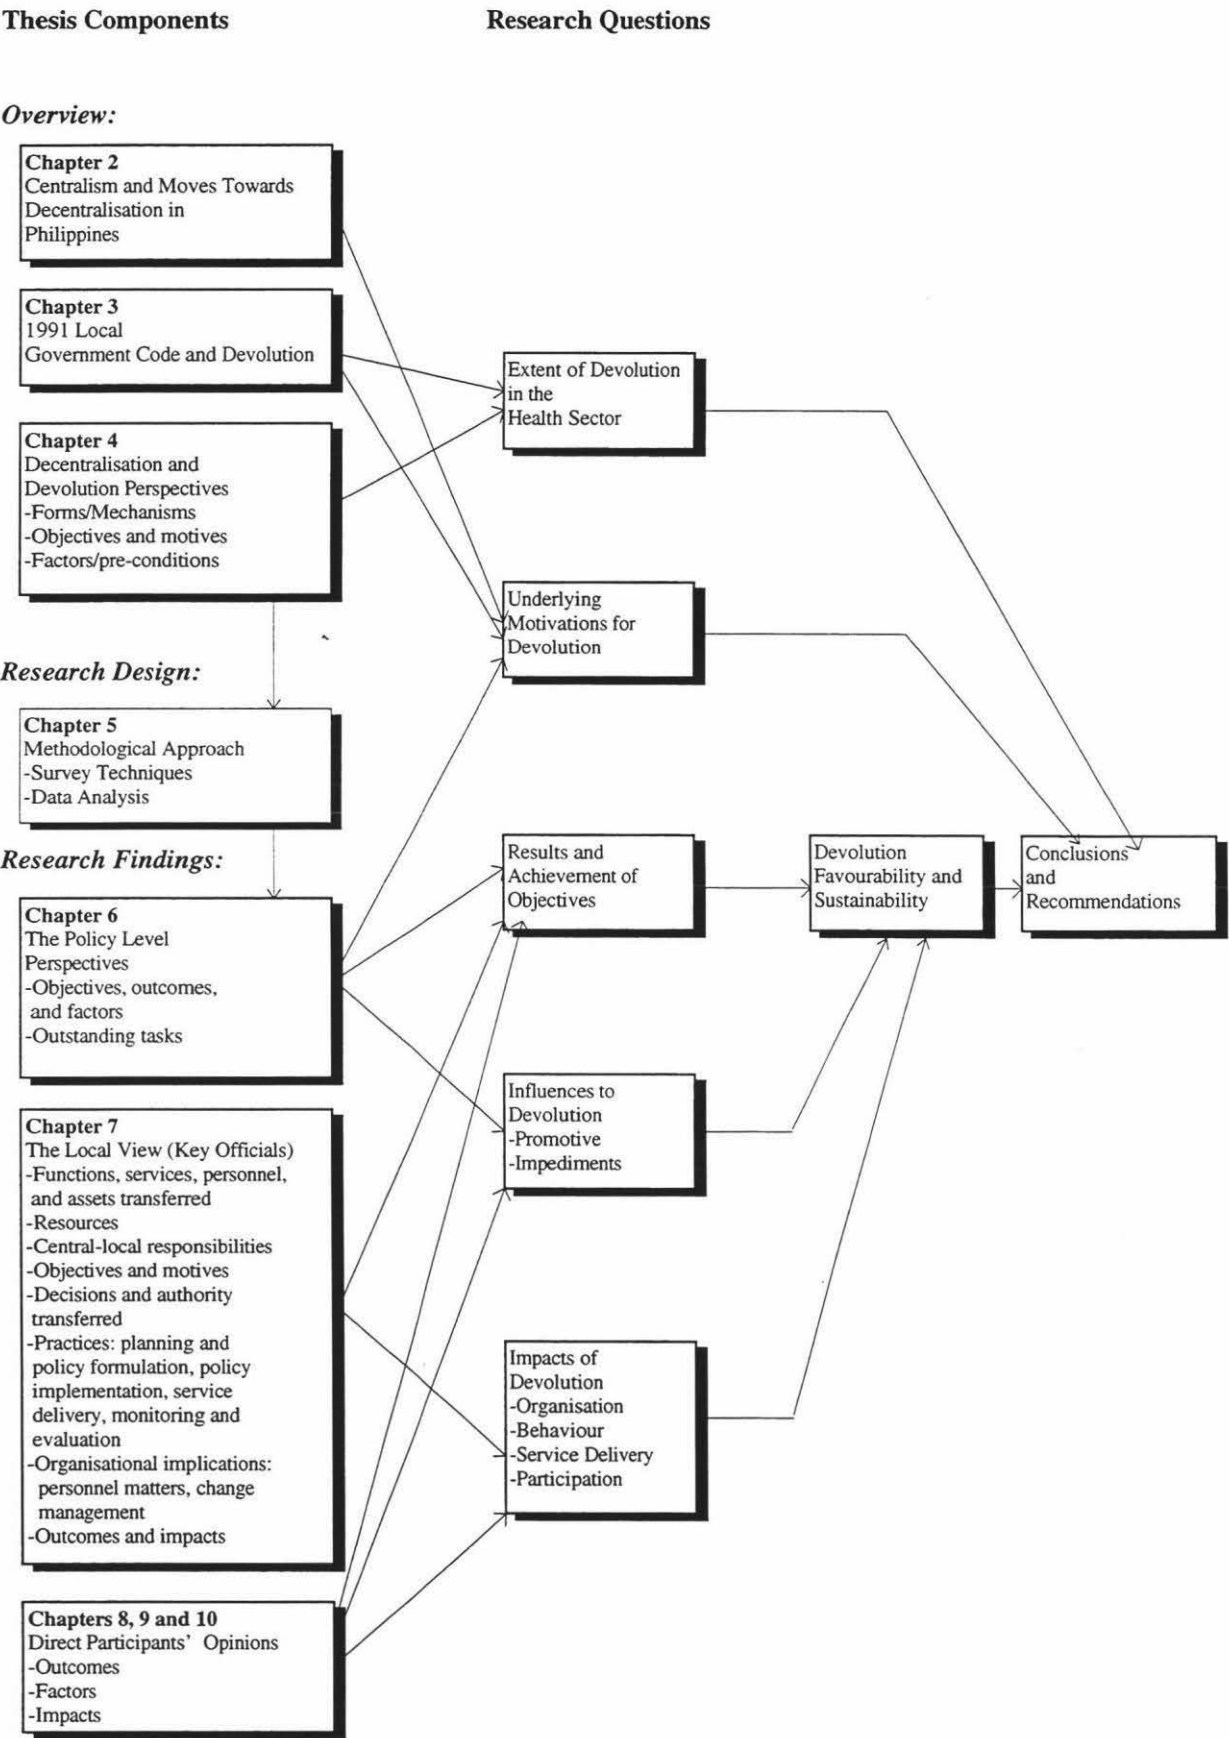 Thesis Components
Research Questions
Overview:
Chapter 2
Centralism and Moves Towards
Decentralisation in
Philippines
Chapter 3
1991 Local
Government Code and Devolution
Chapter 4
Decentralisation and
Devolution Perspectives
-Forms/Mechanisms
-Objectives and motives
-Factors/pre-conditions
Research Design:
Chapter 5
Methodological Approach
-Survey Techniques
-Data Analysis
Research Findings:
Chapter 6
The Policy Level
Perspectives
-Objectives, outcomes,
and factors
-Outstanding tasks
Chapter 7
The Local View (Key Officials)
-Functions, services, personnel,
and assets transferred
-Resources
-Central-local responsibilities
-Objectives and motives
-Decisions and authority
transferred
-Practices: planning and
policy formulation, policy
implementation, service
delivery, monitoring and
evaluation
-Organisational implications:
personnel matters, change
management
-Outcomes and impacts
Chapters 8, 9 and 10
Direct Participants' Opinions
-Outcomes
-Factors
-Impacts
Extent of Devolution
in the
Health Sector
Underlying
Motivations for
Devolution
Results and
Achievement of
Objectives
Influences to
Devolution
-Promotive
-Impediments
Impacts of
Devolution
-Organisation
-Behaviour
-Service Delivery
-Participation
Devolution
Favourability and
Sustainability
Conclusions
and
Recommendations